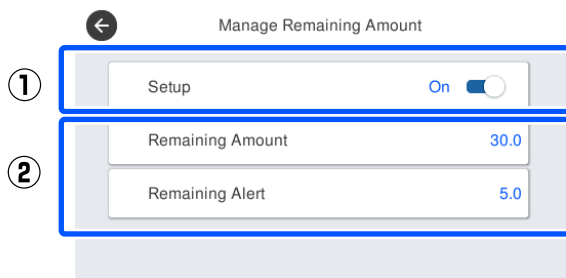 Manage Remaining Amount
① Setup On
② Remaining Amount 30.0
Remaining Alert 5.0